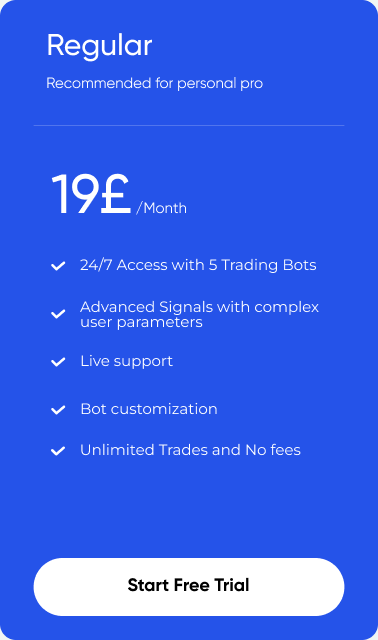 Regular
Recommended for personal pro
19£ /Month
24/7 Access with 5 Trading Bots
Advanced Signals with complex
user parameters
Live support
Bot customization
Unlimited Trades and No fees
Start Free Trial